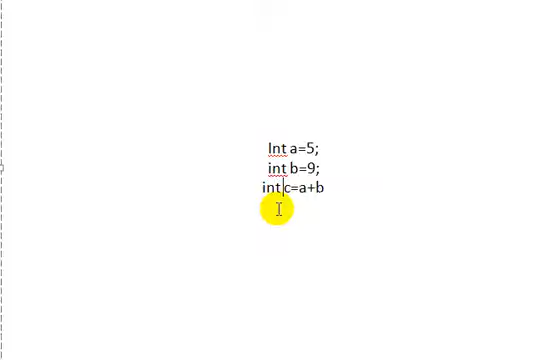 Int a=5;
int b=9;
int c=a+b